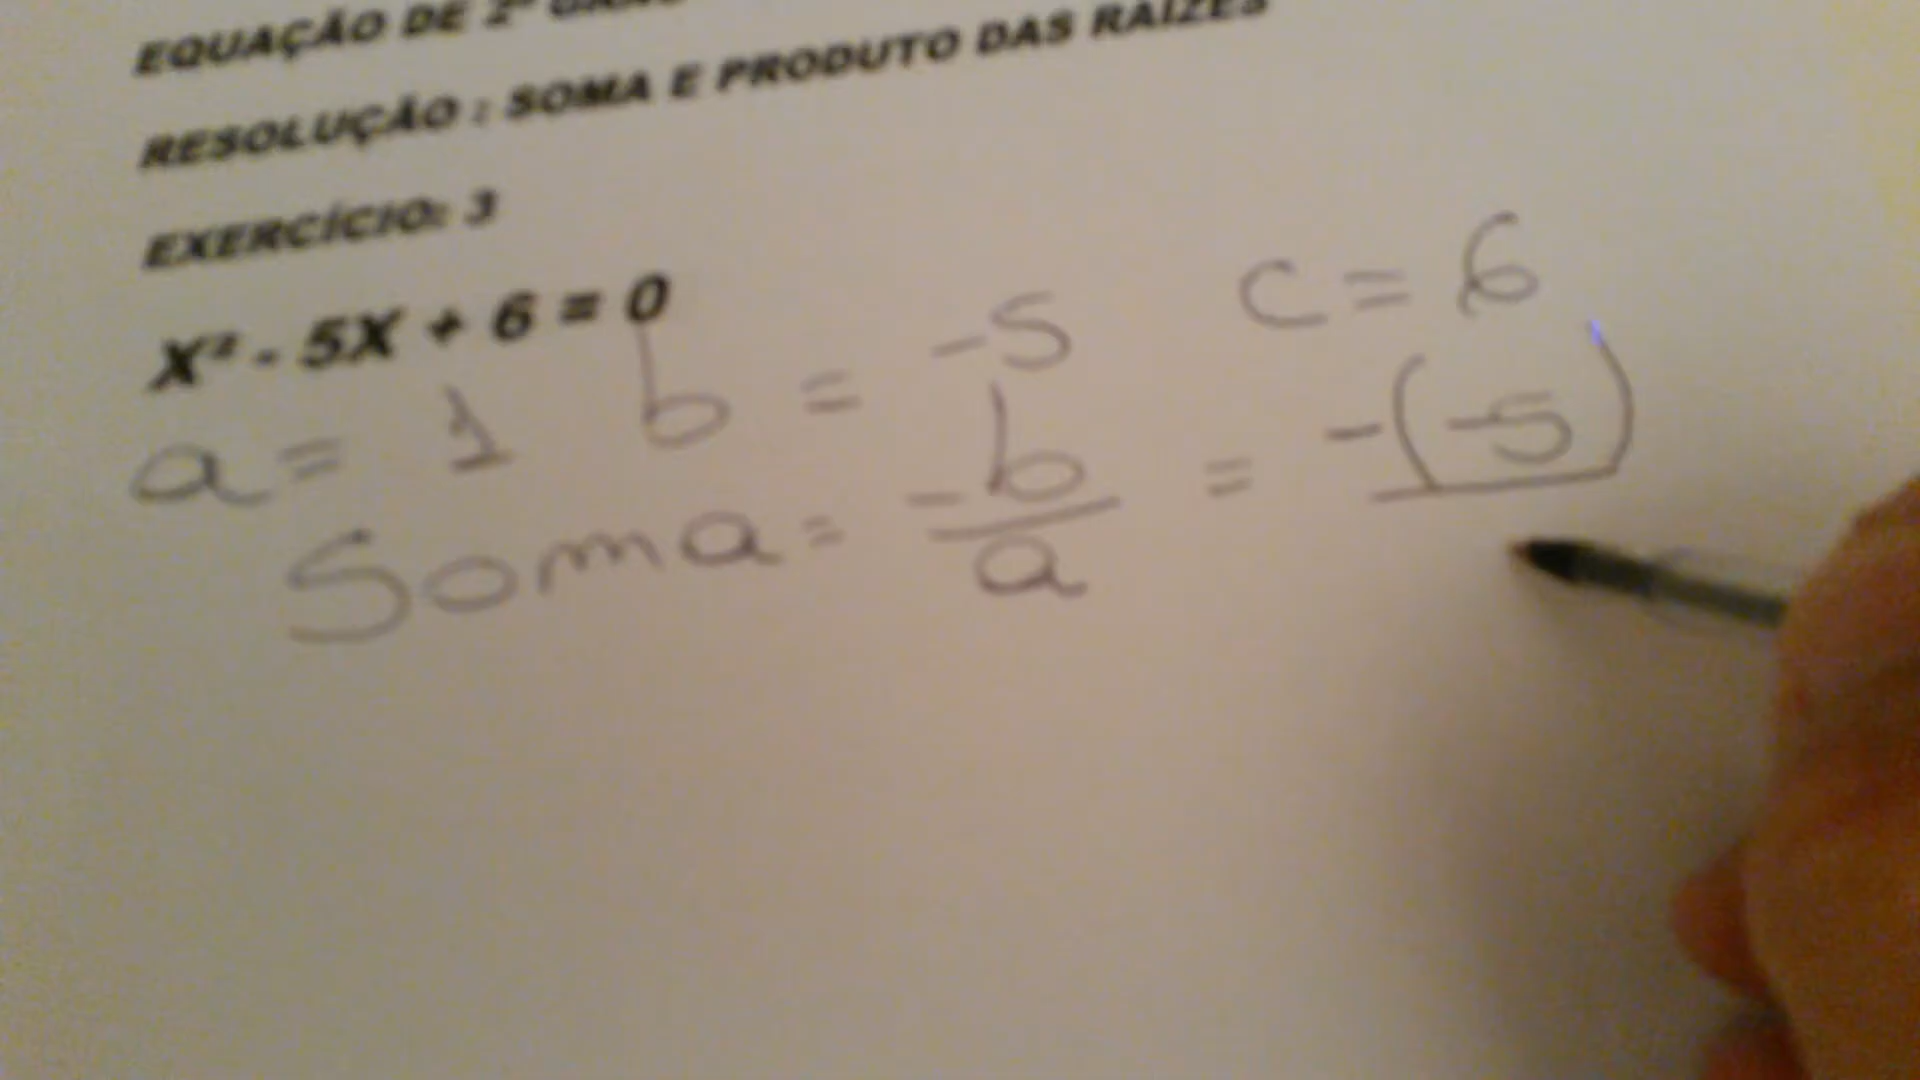 EQUAÇÃO DE 2º GRAU
RESOLUÇÃO : SOMA E PRODUTO DAS RAÍZES
EXERCÍCIO: 3
X² - 5X + 6 = 0
a = 1 b = -5 c = 6
Soma = -b/a = -(-5)